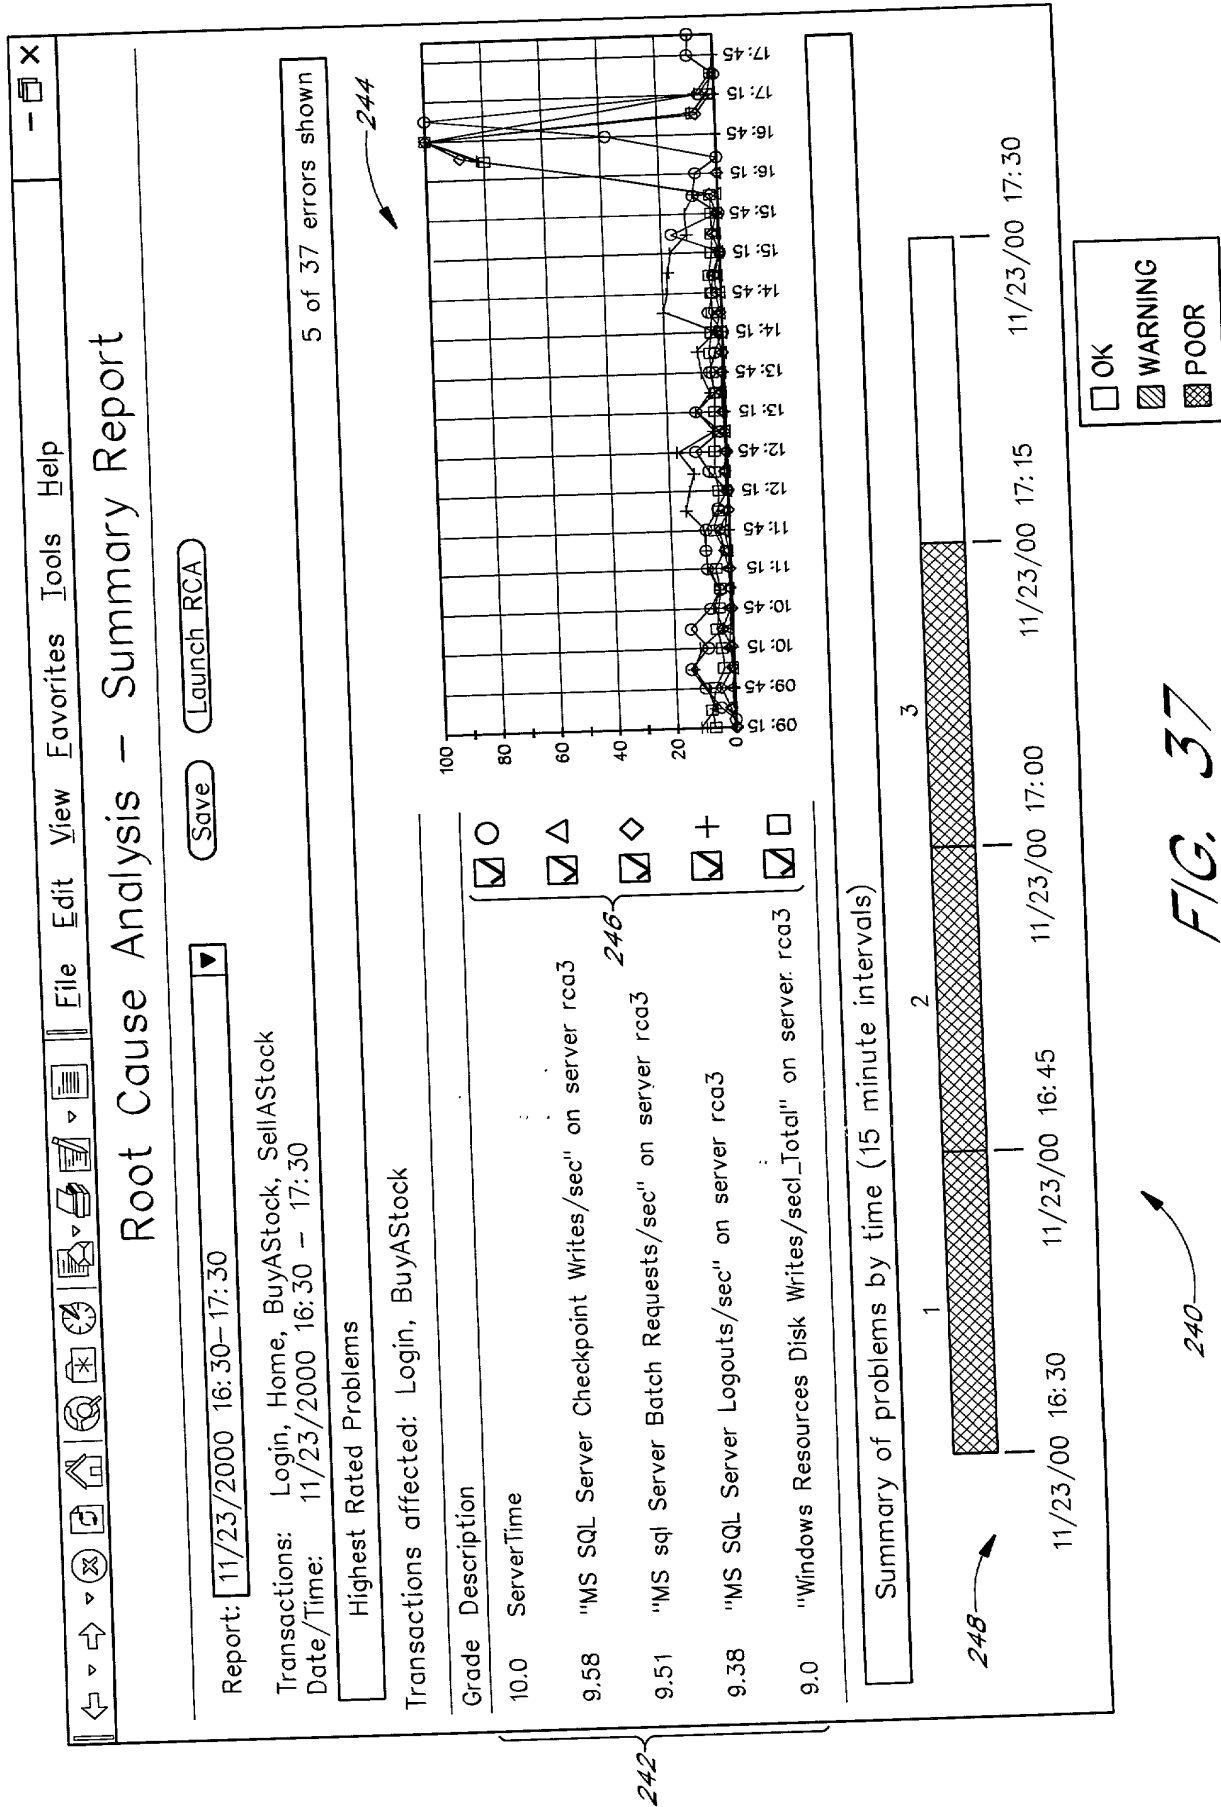 File Edit View Favorites Tools Help
Root Cause Analysis – Summary Report
Report: 11/23/2000 16:30–17:30
Save
Launch RCA
Transactions: Login, Home, BuyAStock, SellAStock
Date/Time: 11/23/2000 16:30 – 17:30
Highest Rated Problems
5 of 37 errors shown
Transactions affected: Login, BuyAStock
244
Grade Description
10.0 ServerTime
9.58 "MS SQL Server Checkpoint Writes/sec" on server rca3
9.51 "MS sql Server Batch Requests/sec" on server rca3
9.38 "MS SQL Server Logouts/sec" on server rca3
9.0 "Windows Resources Disk Writes/secl_Total" on server. rca3
242
246
100
80
60
40
20
0
09:15 09:45 10:15 10:45 11:15 11:45 12:15 12:45 13:15 13:45 14:15 14:45 15:15 15:45 16:15 16:45 17:15 17:45
Summary of problems by time (15 minute intervals)
248
1 2 3
11/23/00 16:30 11/23/00 16:45 11/23/00 17:00 11/23/00 17:15 11/23/00 17:30
OK
WARNING
POOR
240
FIG. 37